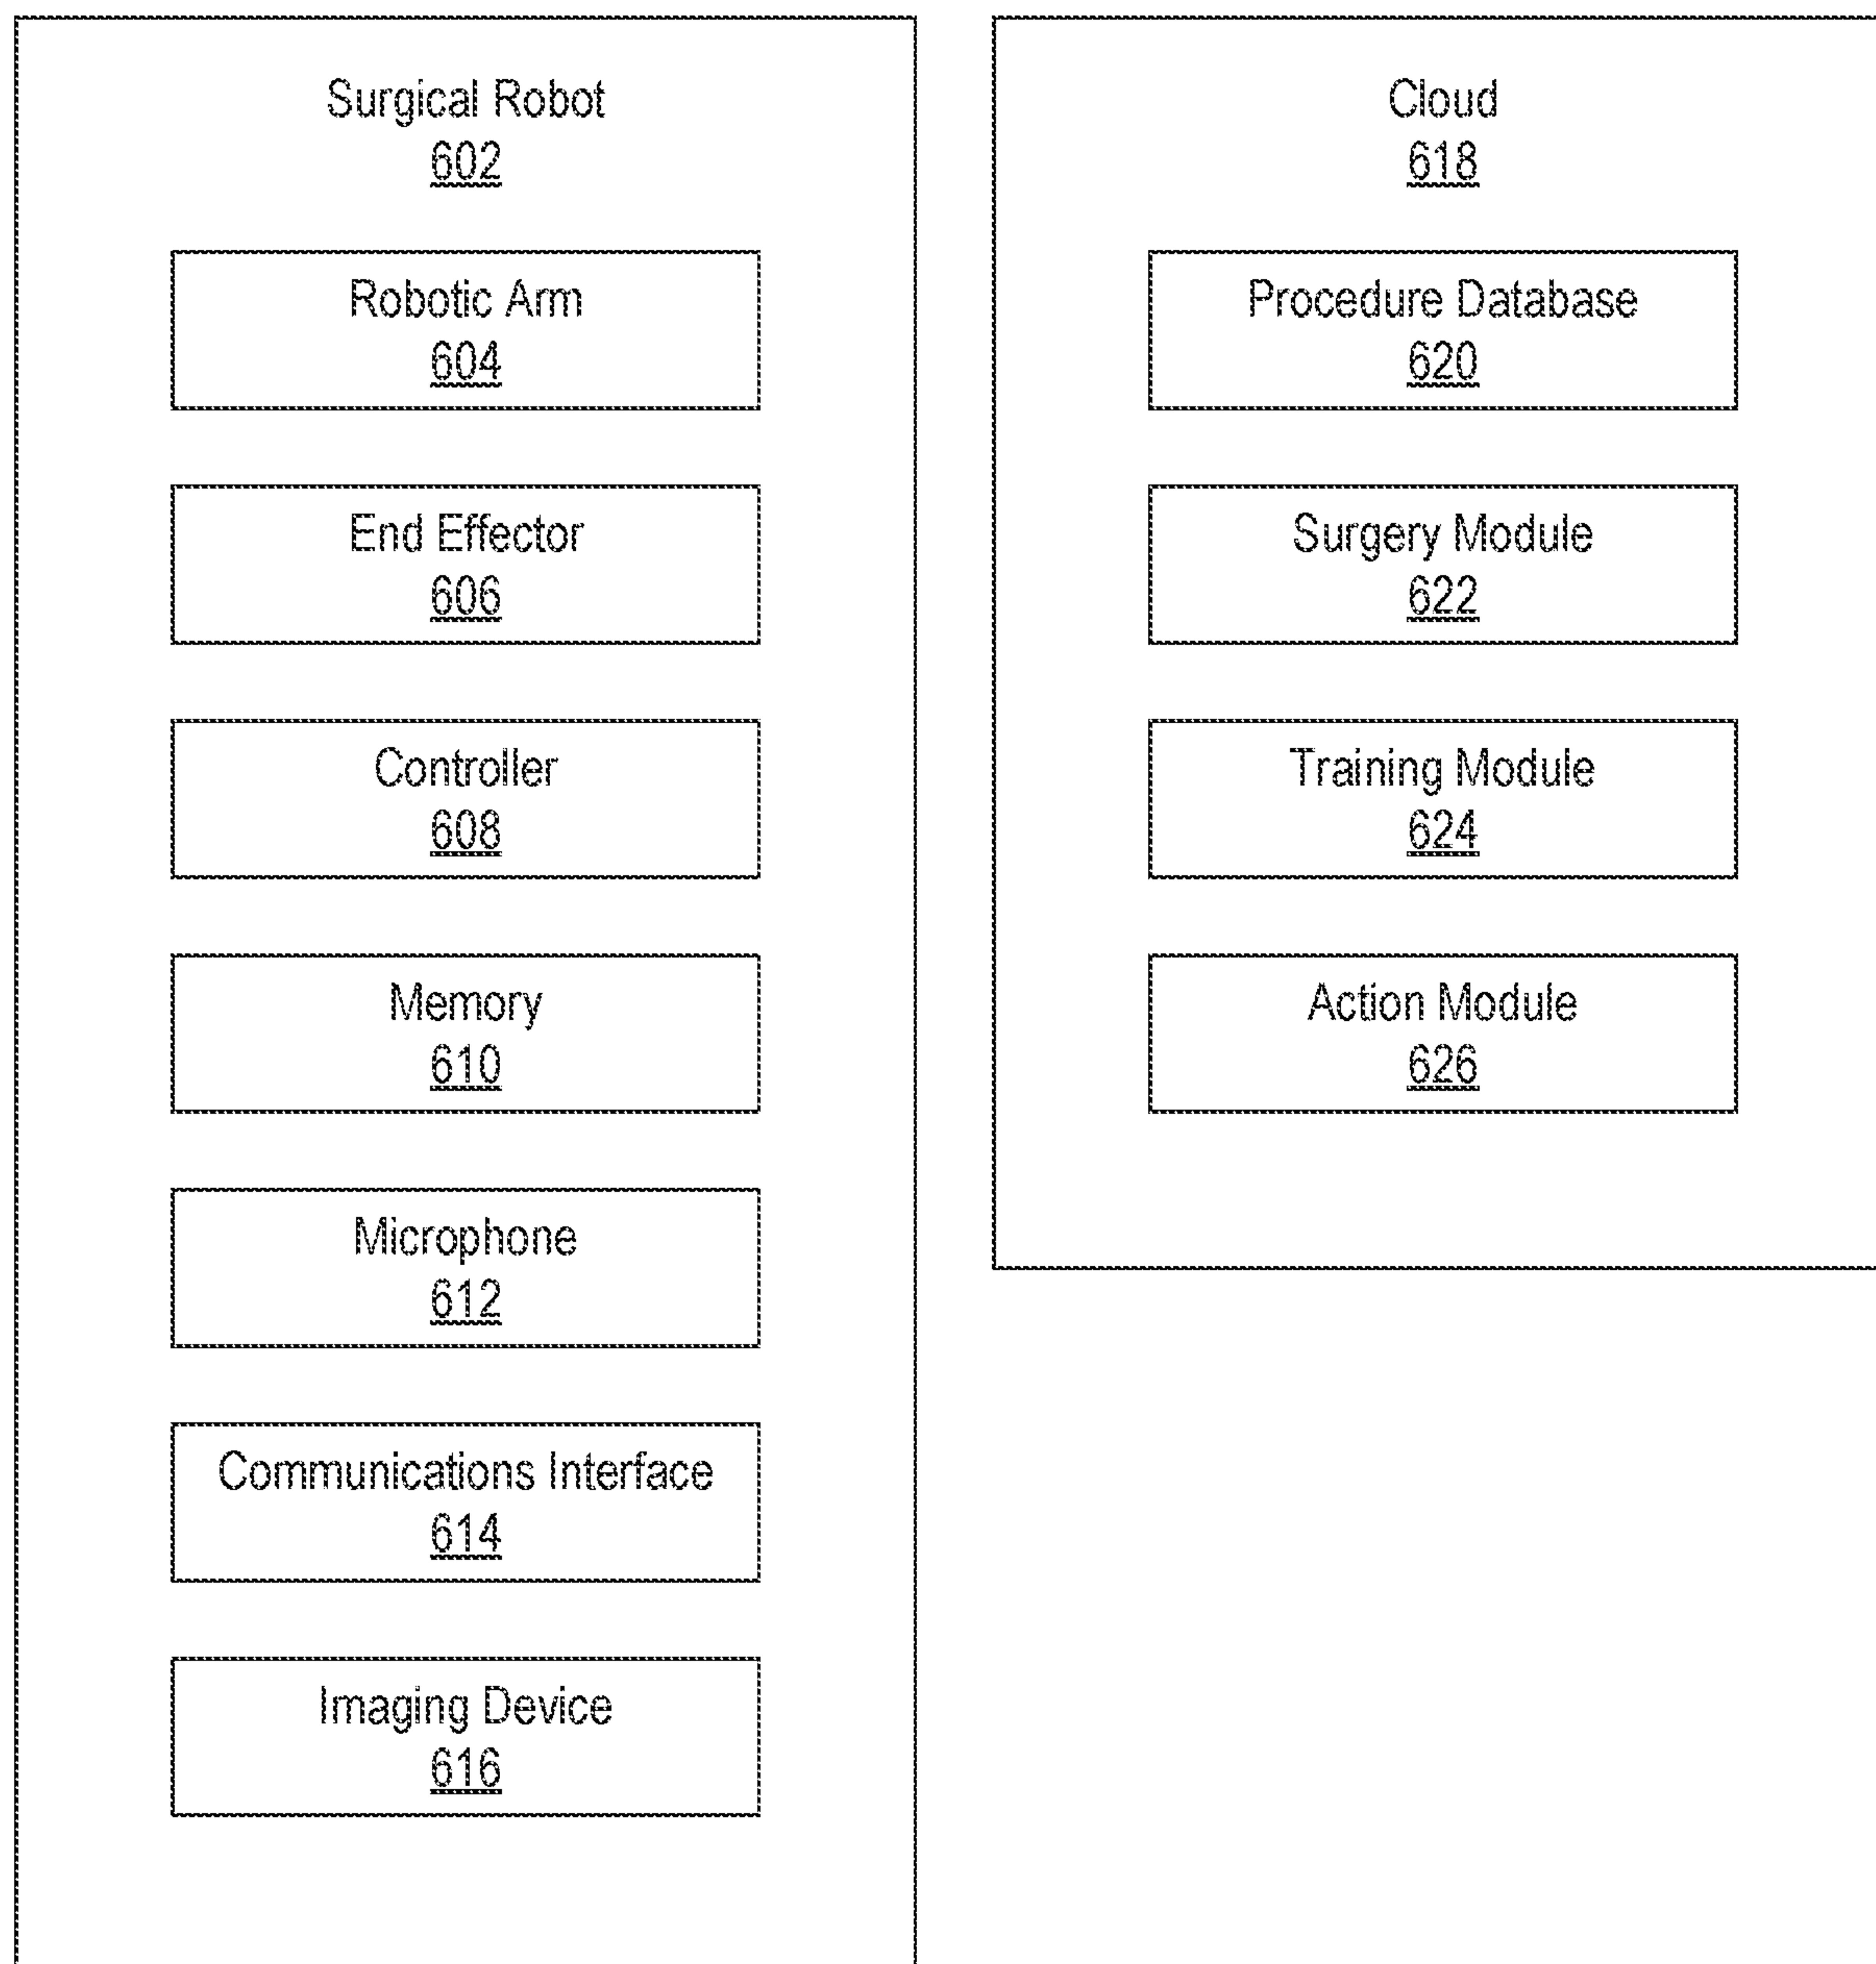 Surgical Robot
602
Robotic Arm
604
End Effector
606
Controller
608
Memory
610
Microphone
612
Communications Interface
614
Imaging Device
616
Cloud
618
Procedure Database
620
Surgery Module
622
Training Module
624
Action Module
626